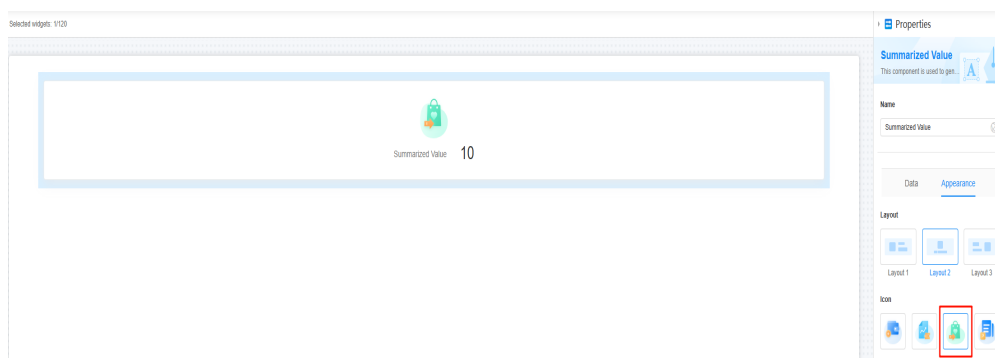 Selected widgets: 1/120
Properties
Summarized Value
This component is used to gen...
A
Name
Summarized Value
Data Appearance
Layout
Layout 1 Layout 2 Layout 3
Icon
Summarized Value 10